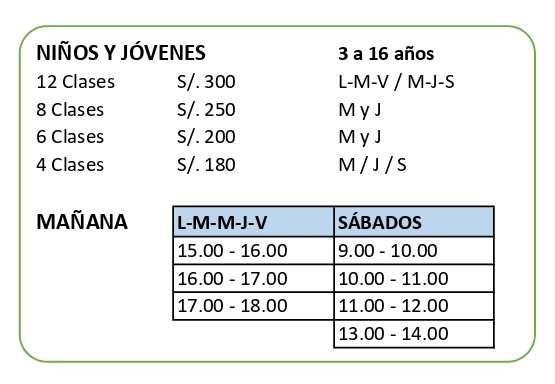 NIÑOS Y JÓVENES 3 a 16 años
12 Clases S/. 300 L-M-V / M-J-S
8 Clases S/. 250 M y J
6 Clases S/. 200 M y J
4 Clases S/. 180 M / J / S
MAÑANA L-M-M-J-V SÁBADOS
15.00 - 16.00 9.00 - 10.00
16.00 - 17.00 10.00 - 11.00
17.00 - 18.00 11.00 - 12.00
13.00 - 14.00